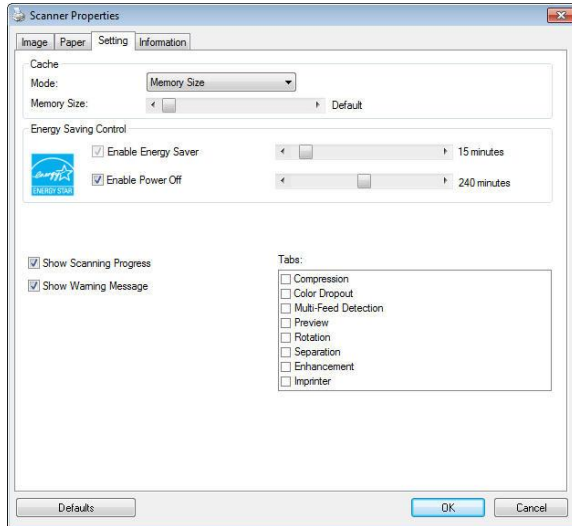 Scanner Properties
Image Paper Setting Information
Cache
Mode: Memory Size
Memory Size: Default
Energy Saving Control
Enable Energy Saver 15 minutes
Enable Power Off 240 minutes
energy
ENERGY STAR
Show Scanning Progress
Show Warning Message
Tabs:
Compression
Color Dropout
Multi-Feed Detection
Preview
Rotation
Separation
Enhancement
Imprinter
Defaults OK Cancel